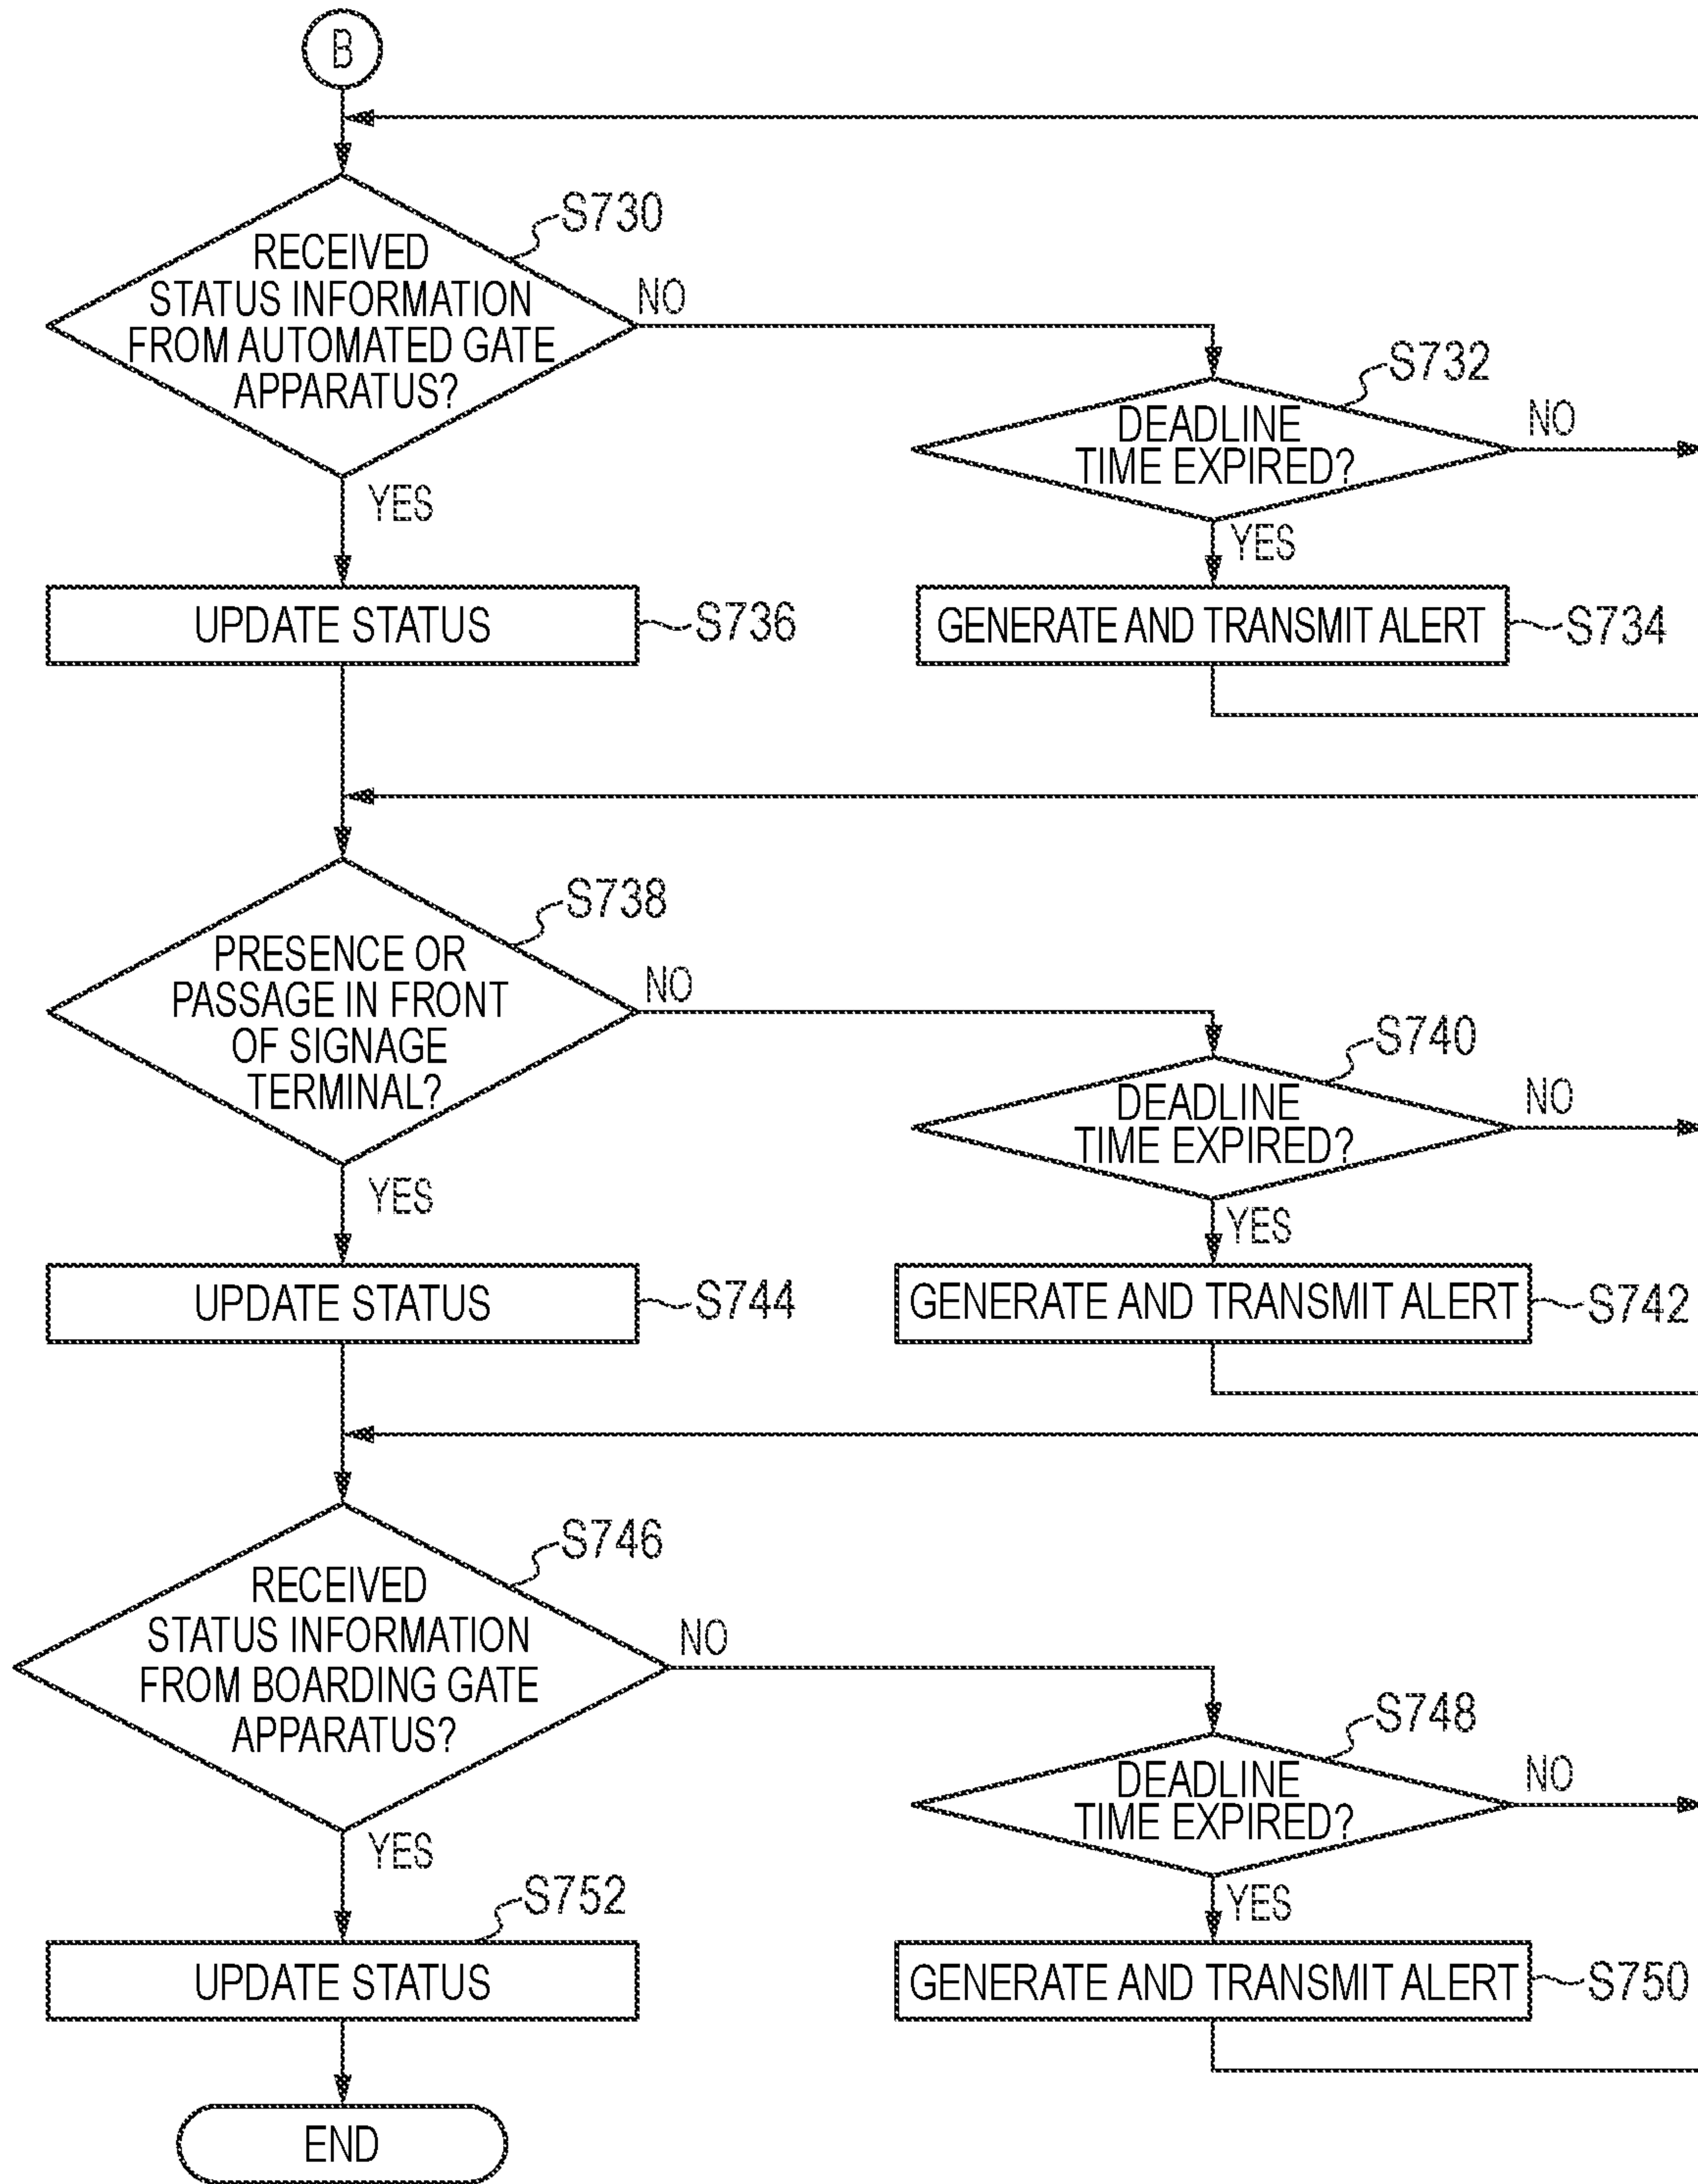 B
S730
RECEIVED
STATUS INFORMATION
FROM AUTOMATED GATE
APPARATUS?
NO
YES
S732
DEADLINE
TIME EXPIRED?
NO
YES
UPDATE STATUS
S736
GENERATE AND TRANSMIT ALERT
S734
S738
PRESENCE OR
PASSAGE IN FRONT
OF SIGNAGE
TERMINAL?
NO
YES
S740
DEADLINE
TIME EXPIRED?
NO
YES
UPDATE STATUS
S744
GENERATE AND TRANSMIT ALERT
S742
S746
RECEIVED
STATUS INFORMATION
FROM BOARDING GATE
APPARATUS?
NO
YES
S748
DEADLINE
TIME EXPIRED?
NO
YES
S752
UPDATE STATUS
GENERATE AND TRANSMIT ALERT
S750
END